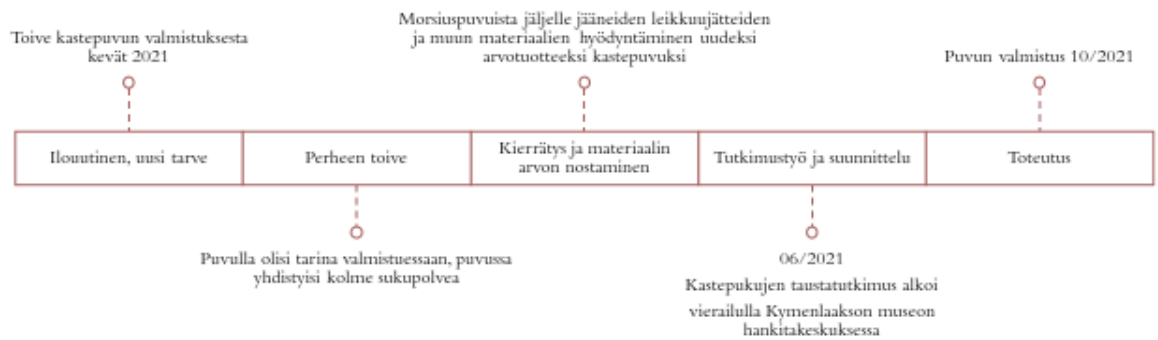 Toive kastepuvun valmistuksesta
kevät 2021
Morsiuspuvuista jäljelle jääneiden leikkuujätteiden
ja muun materiaalien hyödyntäminen uudeksi
arvotuotteeksi kastepuvuksi
Puvun valmistus 10/2021
Ilouutinen, uusi tarve
Perheen toive
Kierrätys ja materiaalin
arvon nostaminen
Tutkimustyö ja suunnittelu
Toteutus
Puvulla olisi tarina valmistuessaan, puvussa
yhdistyisi kolme sukupolvea
06/2021
Kastepukujen taustatutkimus alkoi
vierailulla Kymenlaakson museon
hankitakeskuksessa